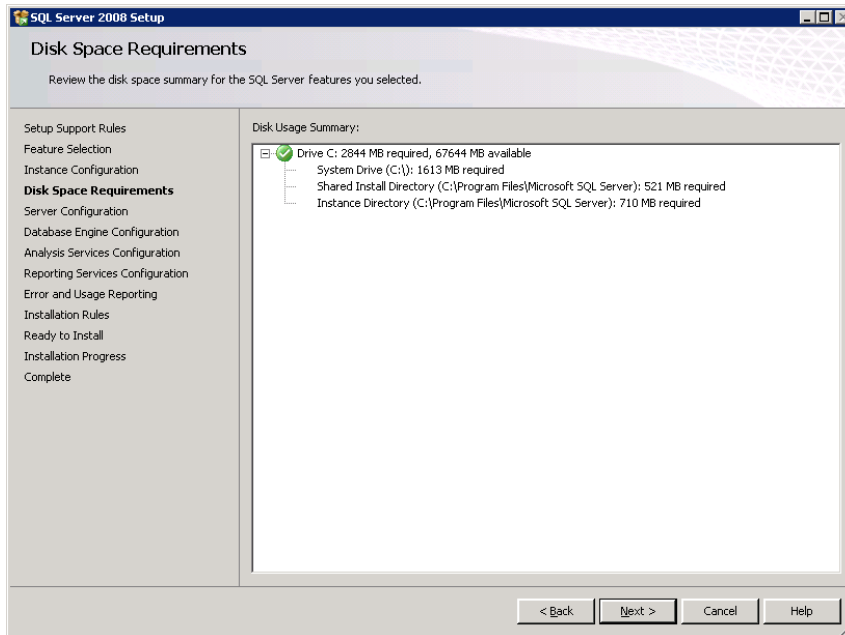 SQL Server 2008 Setup
Disk Space Requirements
Review the disk space summary for the SQL Server features you selected.
Setup Support Rules
Feature Selection
Instance Configuration
Disk Space Requirements
Server Configuration
Database Engine Configuration
Analysis Services Configuration
Reporting Services Configuration
Error and Usage Reporting
Installation Rules
Ready to Install
Installation Progress
Complete
Disk Usage Summary:
Drive C: 2844 MB required, 67644 MB available
System Drive (C:\): 1613 MB required
Shared Install Directory (C:\Program Files\Microsoft SQL Server): 521 MB required
Instance Directory (C:\Program Files\Microsoft SQL Server): 710 MB required
< Back Next > Cancel Help